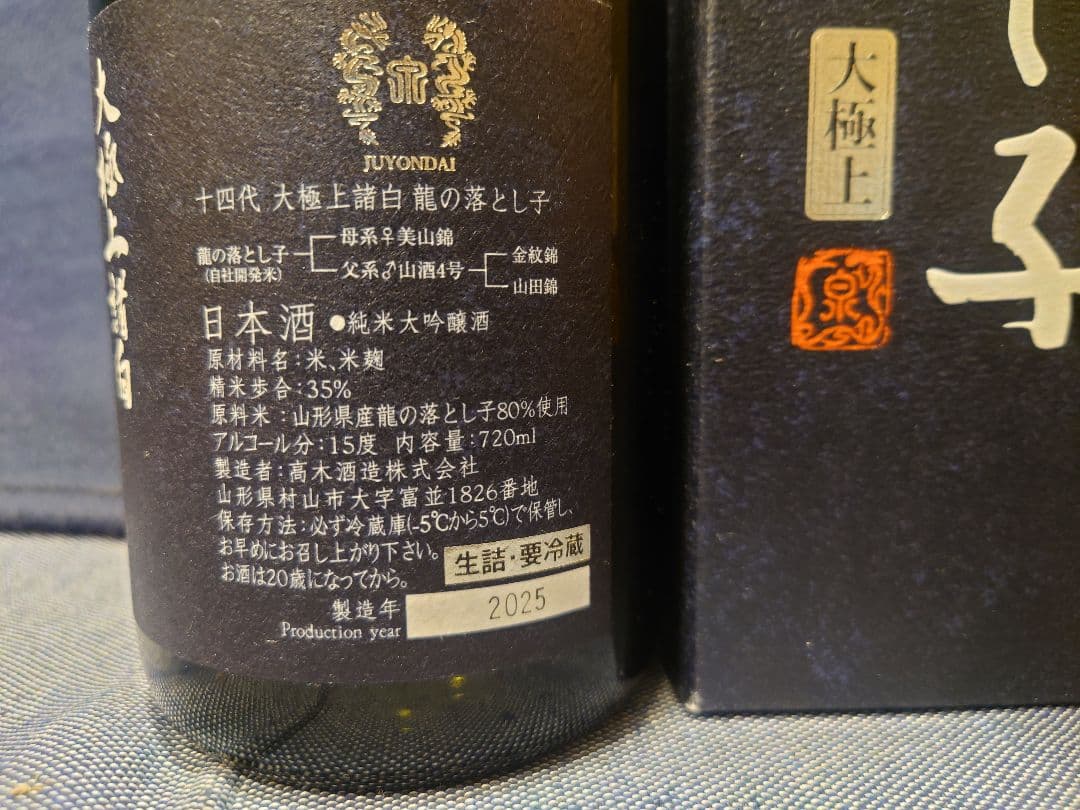 大極上諸白
JUYONDAI
十四代 大極上諸白 龍の落とし子
龍の落とし子
(自社開発米)
母系♀美山錦
父系♂山酒4号
金紋錦
山田錦
日本酒 ●純米大吟醸酒
原材料名:米、米麹
精米歩合:35%
原料米:山形県産龍の落とし子80%使用
アルコール分:15度 内容量:720ml
製造者:高木酒造株式会社
山形県村山市大字富並1826番地
保存方法:必ず冷蔵庫(-5℃から5℃)で保管し、
お早めにお召し上がり下さい。
お酒は20歳になってから。
生詰・要冷蔵
製造年
Production year
2025
大極上
子